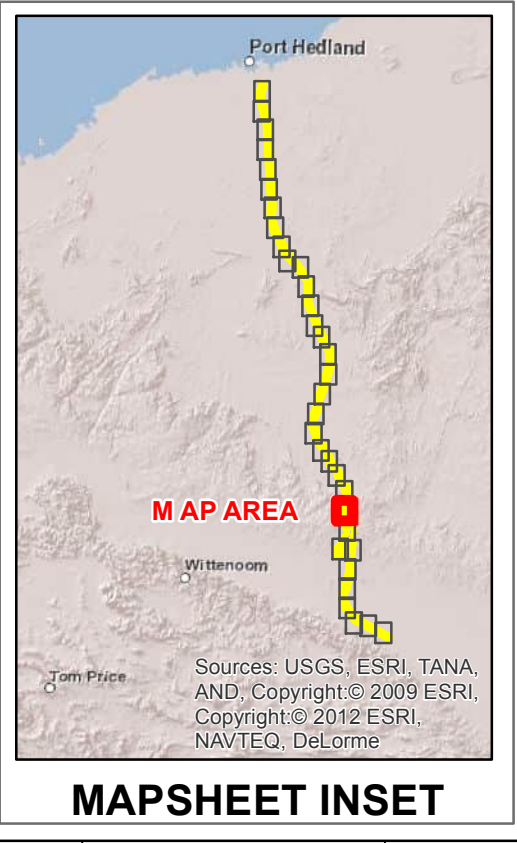 Port Hedland
M AP AREA
Wittenoom
Tom Price
Sources: USGS, ESRI, TANA,
AND, Copyright:© 2009 ESRI,
Copyright:© 2012 ESRI,
NAVTEQ, DeLorme
MAPSHEET INSET